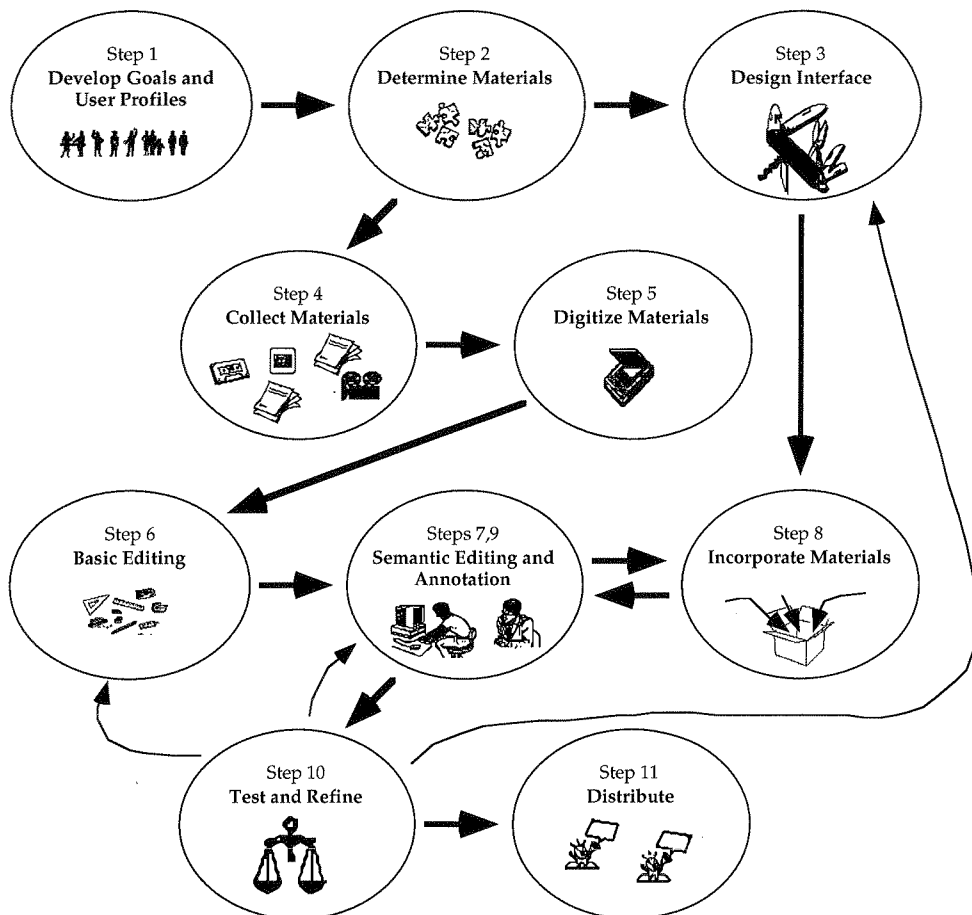 Step 1
Develop Goals and
User Profiles
Step 2
Determine Materials
Step 3
Design Interface
Step 4
Collect Materials
Step 5
Digitize Materials
Step 6
Basic Editing
Steps 7,9
Semantic Editing and
Annotation
Step 8
Incorporate Materials
Step 10
Test and Refine
Step 11
Distribute